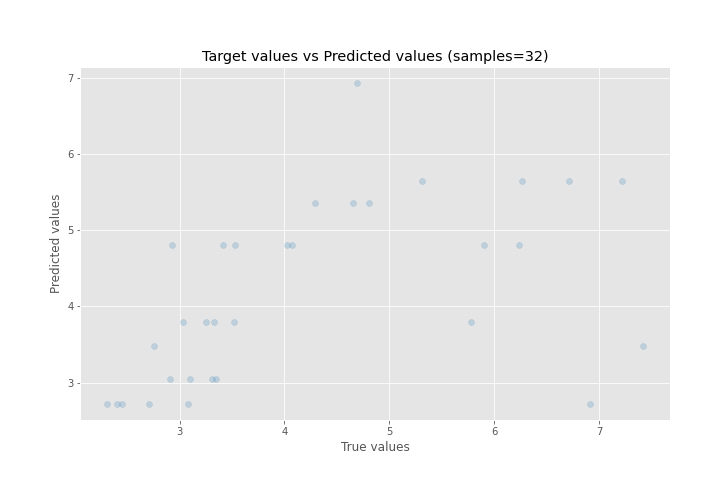 Target values vs Predicted values (samples=32)
7
6
5
4
3
Predicted values
3 4 5 6 7
True values